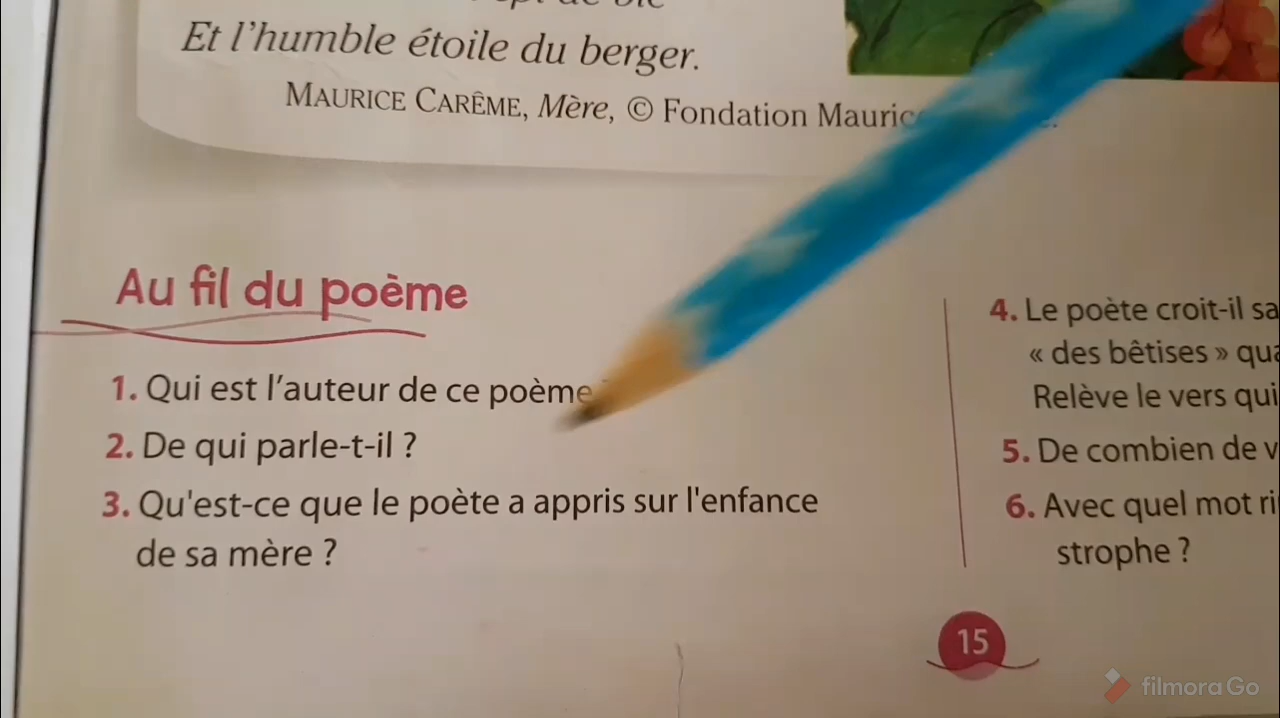 Et l'humble étoile du berger.
MAURICE CARÊME, Mère, © Fondation Mauric
Au fil du poème
1. Qui est l'auteur de ce poème
2. De qui parle-t-il ?
3. Qu'est-ce que le poète a appris sur l'enfance
de sa mère ?
4. Le poète croit-il sa
« des bêtises » qua
Relève le vers qui
5. De combien de v
6. Avec quel mot ri
strophe ?
15
filmora Go